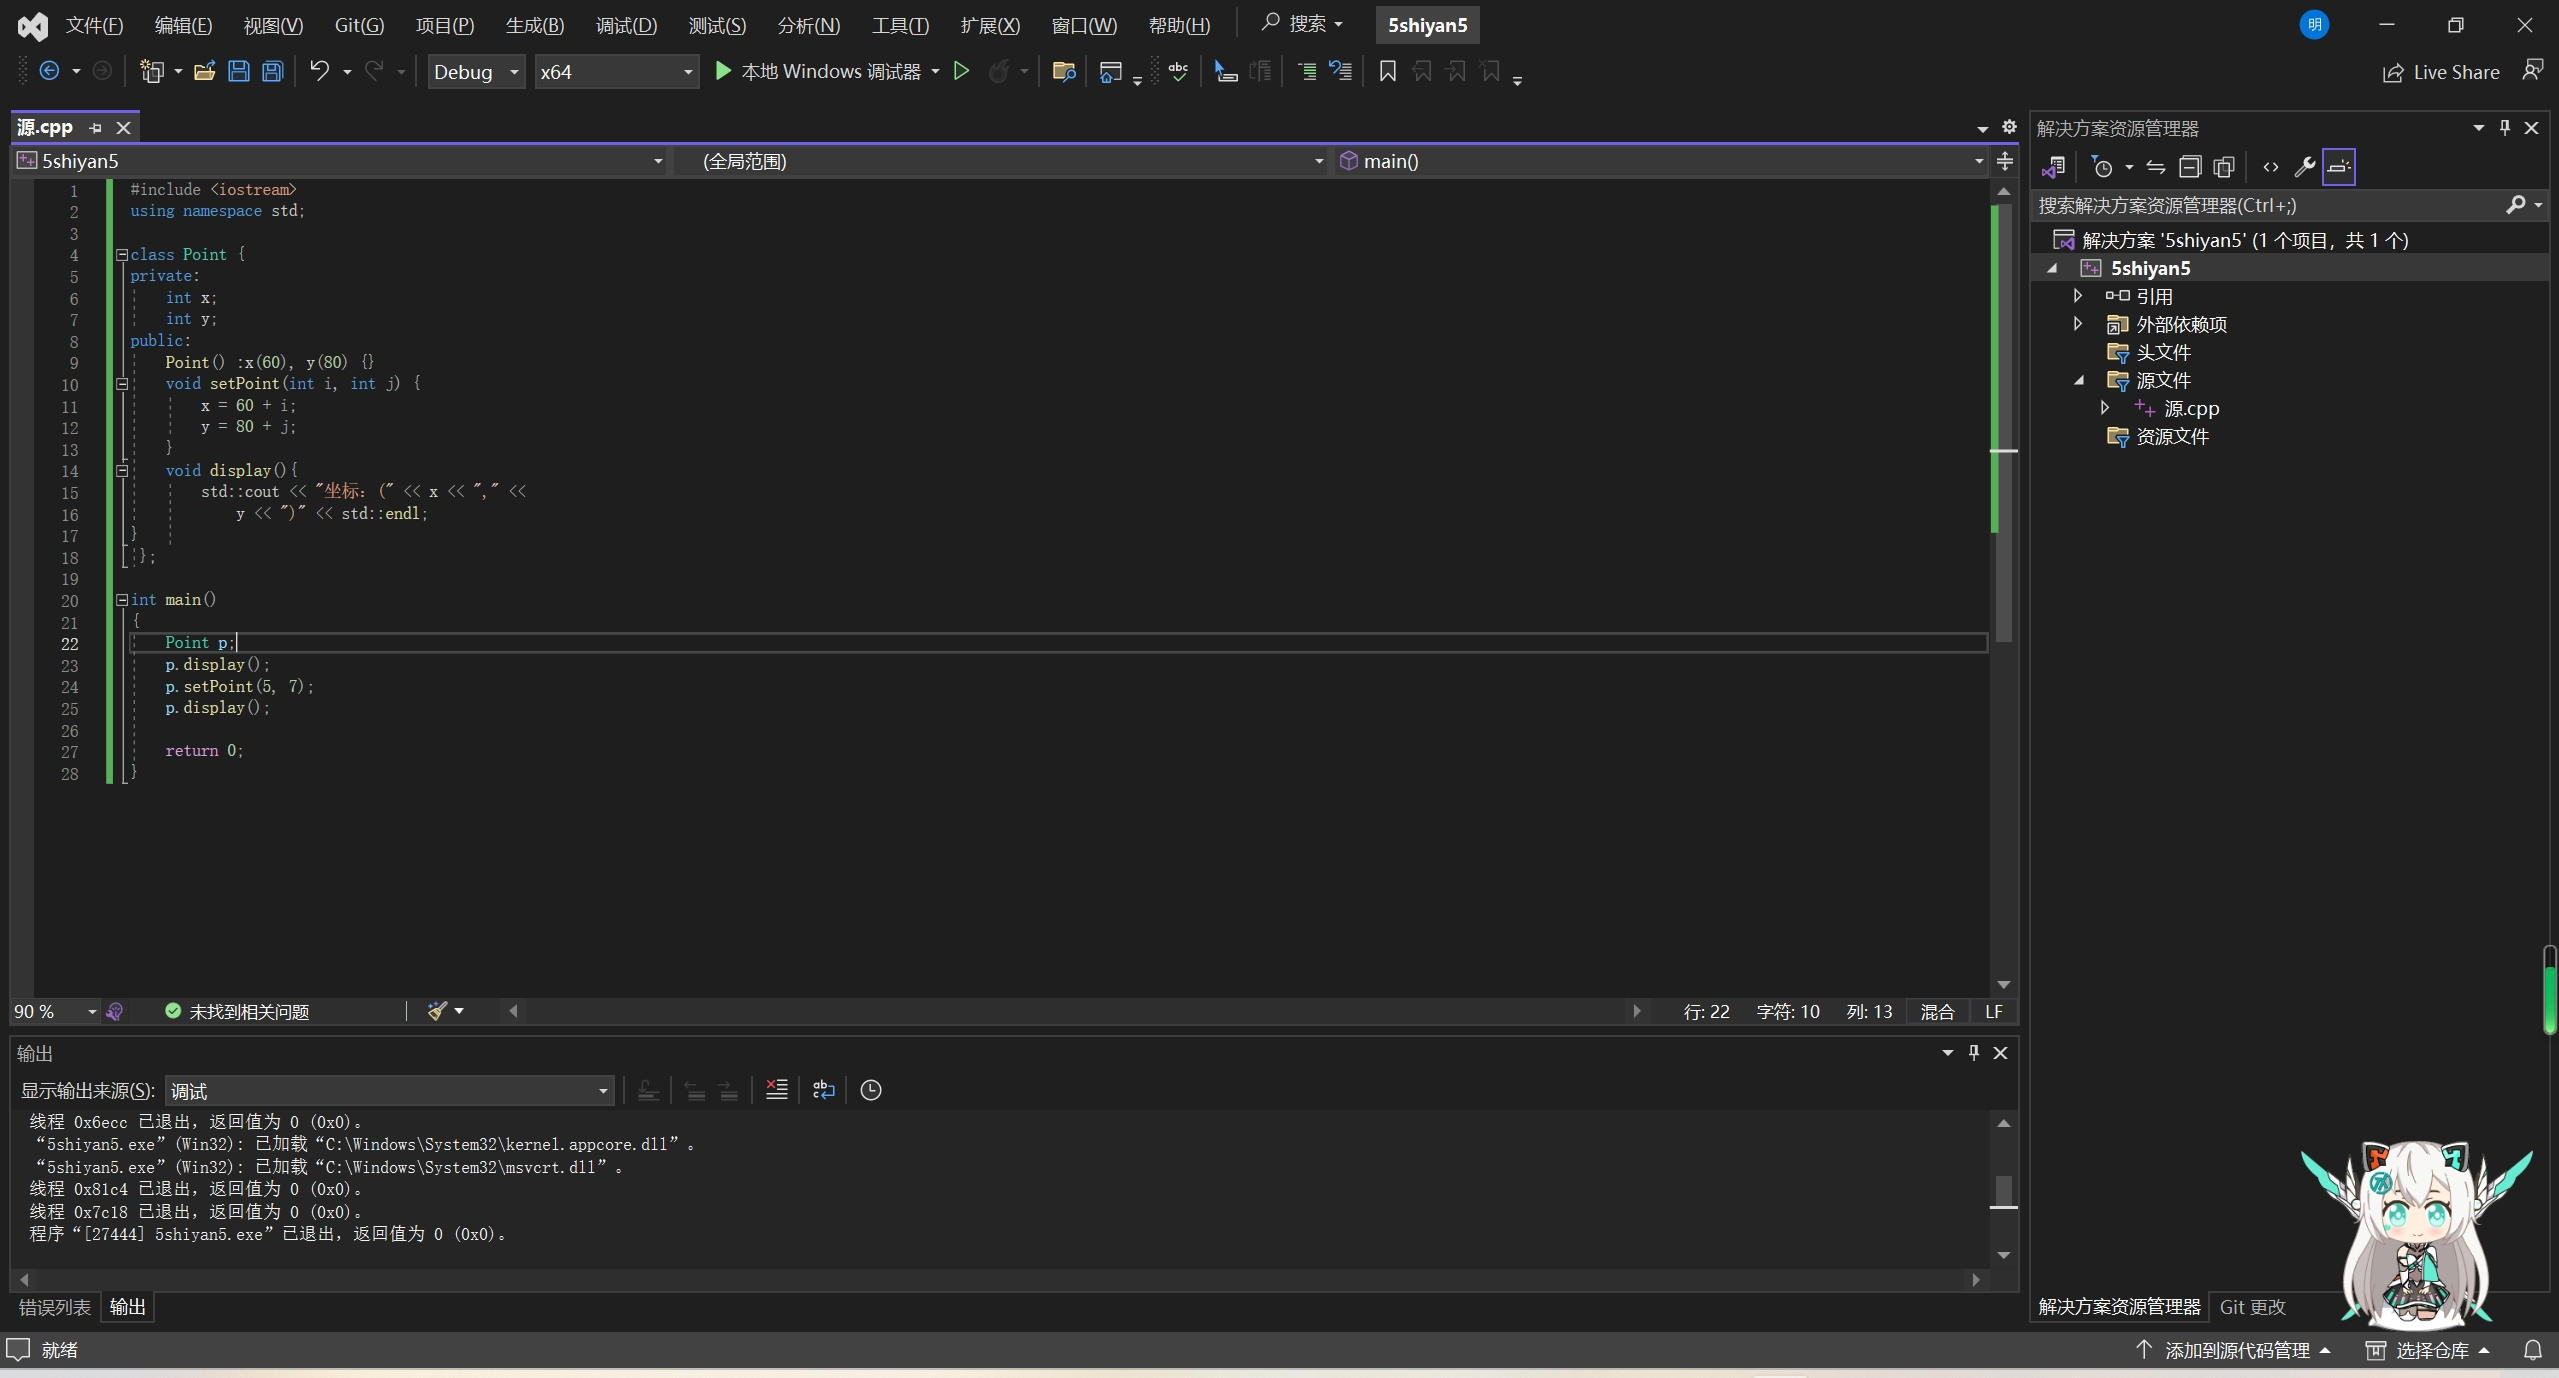 文件(F) 编辑(E) 视图(V) Git(G) 项目(P) 生成(B) 调试(D) 测试(S) 分析(N) 工具(T) 扩展(X) 窗口(W) 帮助(H) 搜索 5shiyan5 明
Debug x64 本地 Windows 调试器 Live Share
源.cpp
5shiyan5 (全局范围) main()
1 #include <iostream>
2 using namespace std;
3
4 class Point {
5 private:
6 int x;
7 int y;
8 public:
9 Point() :x(60), y(80) {}
10 void setPoint(int i, int j) {
11 x = 60 + i;
12 y = 80 + j;
13 }
14 void display(){
15 std::cout << "坐标：(" << x << "," <<
16 y << ")" << std::endl;
17 }
18 };
19
20 int main()
21 {
22 Point p;
23 p.display();
24 p.setPoint(5, 7);
25 p.display();
26
27 return 0;
28 }
90 % 未找到相关问题 行: 22 字符: 10 列: 13 混合 LF
输出
显示输出来源(S): 调试
线程 0x6ecc 已退出，返回值为 0 (0x0)。
“5shiyan5.exe”(Win32): 已加载“C:\Windows\System32\kernel.appcore.dll”。
“5shiyan5.exe”(Win32): 已加载“C:\Windows\System32\msvcrt.dll”。
线程 0x81c4 已退出，返回值为 0 (0x0)。
线程 0x7c18 已退出，返回值为 0 (0x0)。
程序“[27444] 5shiyan5.exe”已退出，返回值为 0 (0x0)。
错误列表 输出
解决方案资源管理器
搜索解决方案资源管理器(Ctrl+;)
解决方案 '5shiyan5' (1 个项目，共 1 个)
5shiyan5
引用
外部依赖项
头文件
源文件
源.cpp
资源文件
解决方案资源管理器 Git 更改
就绪 添加到源代码管理 选择仓库